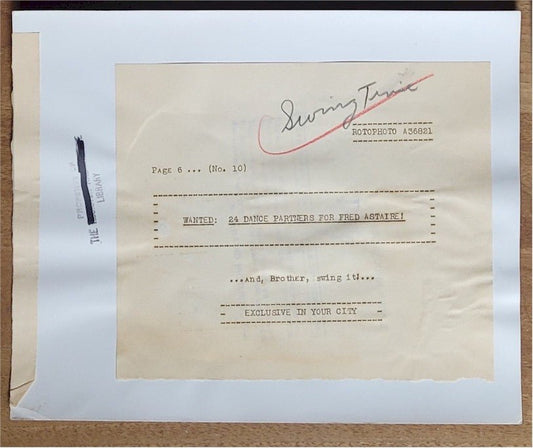 Swing Time
ROTOPHOTO A36821
PAGE 6 ... (No. 10)
WANTED: 24 DANCE PARTNERS FOR FRED ASTAIRE!
...And, Brother, swing it!...
EXCLUSIVE IN YOUR CITY
THE
LIBRARY